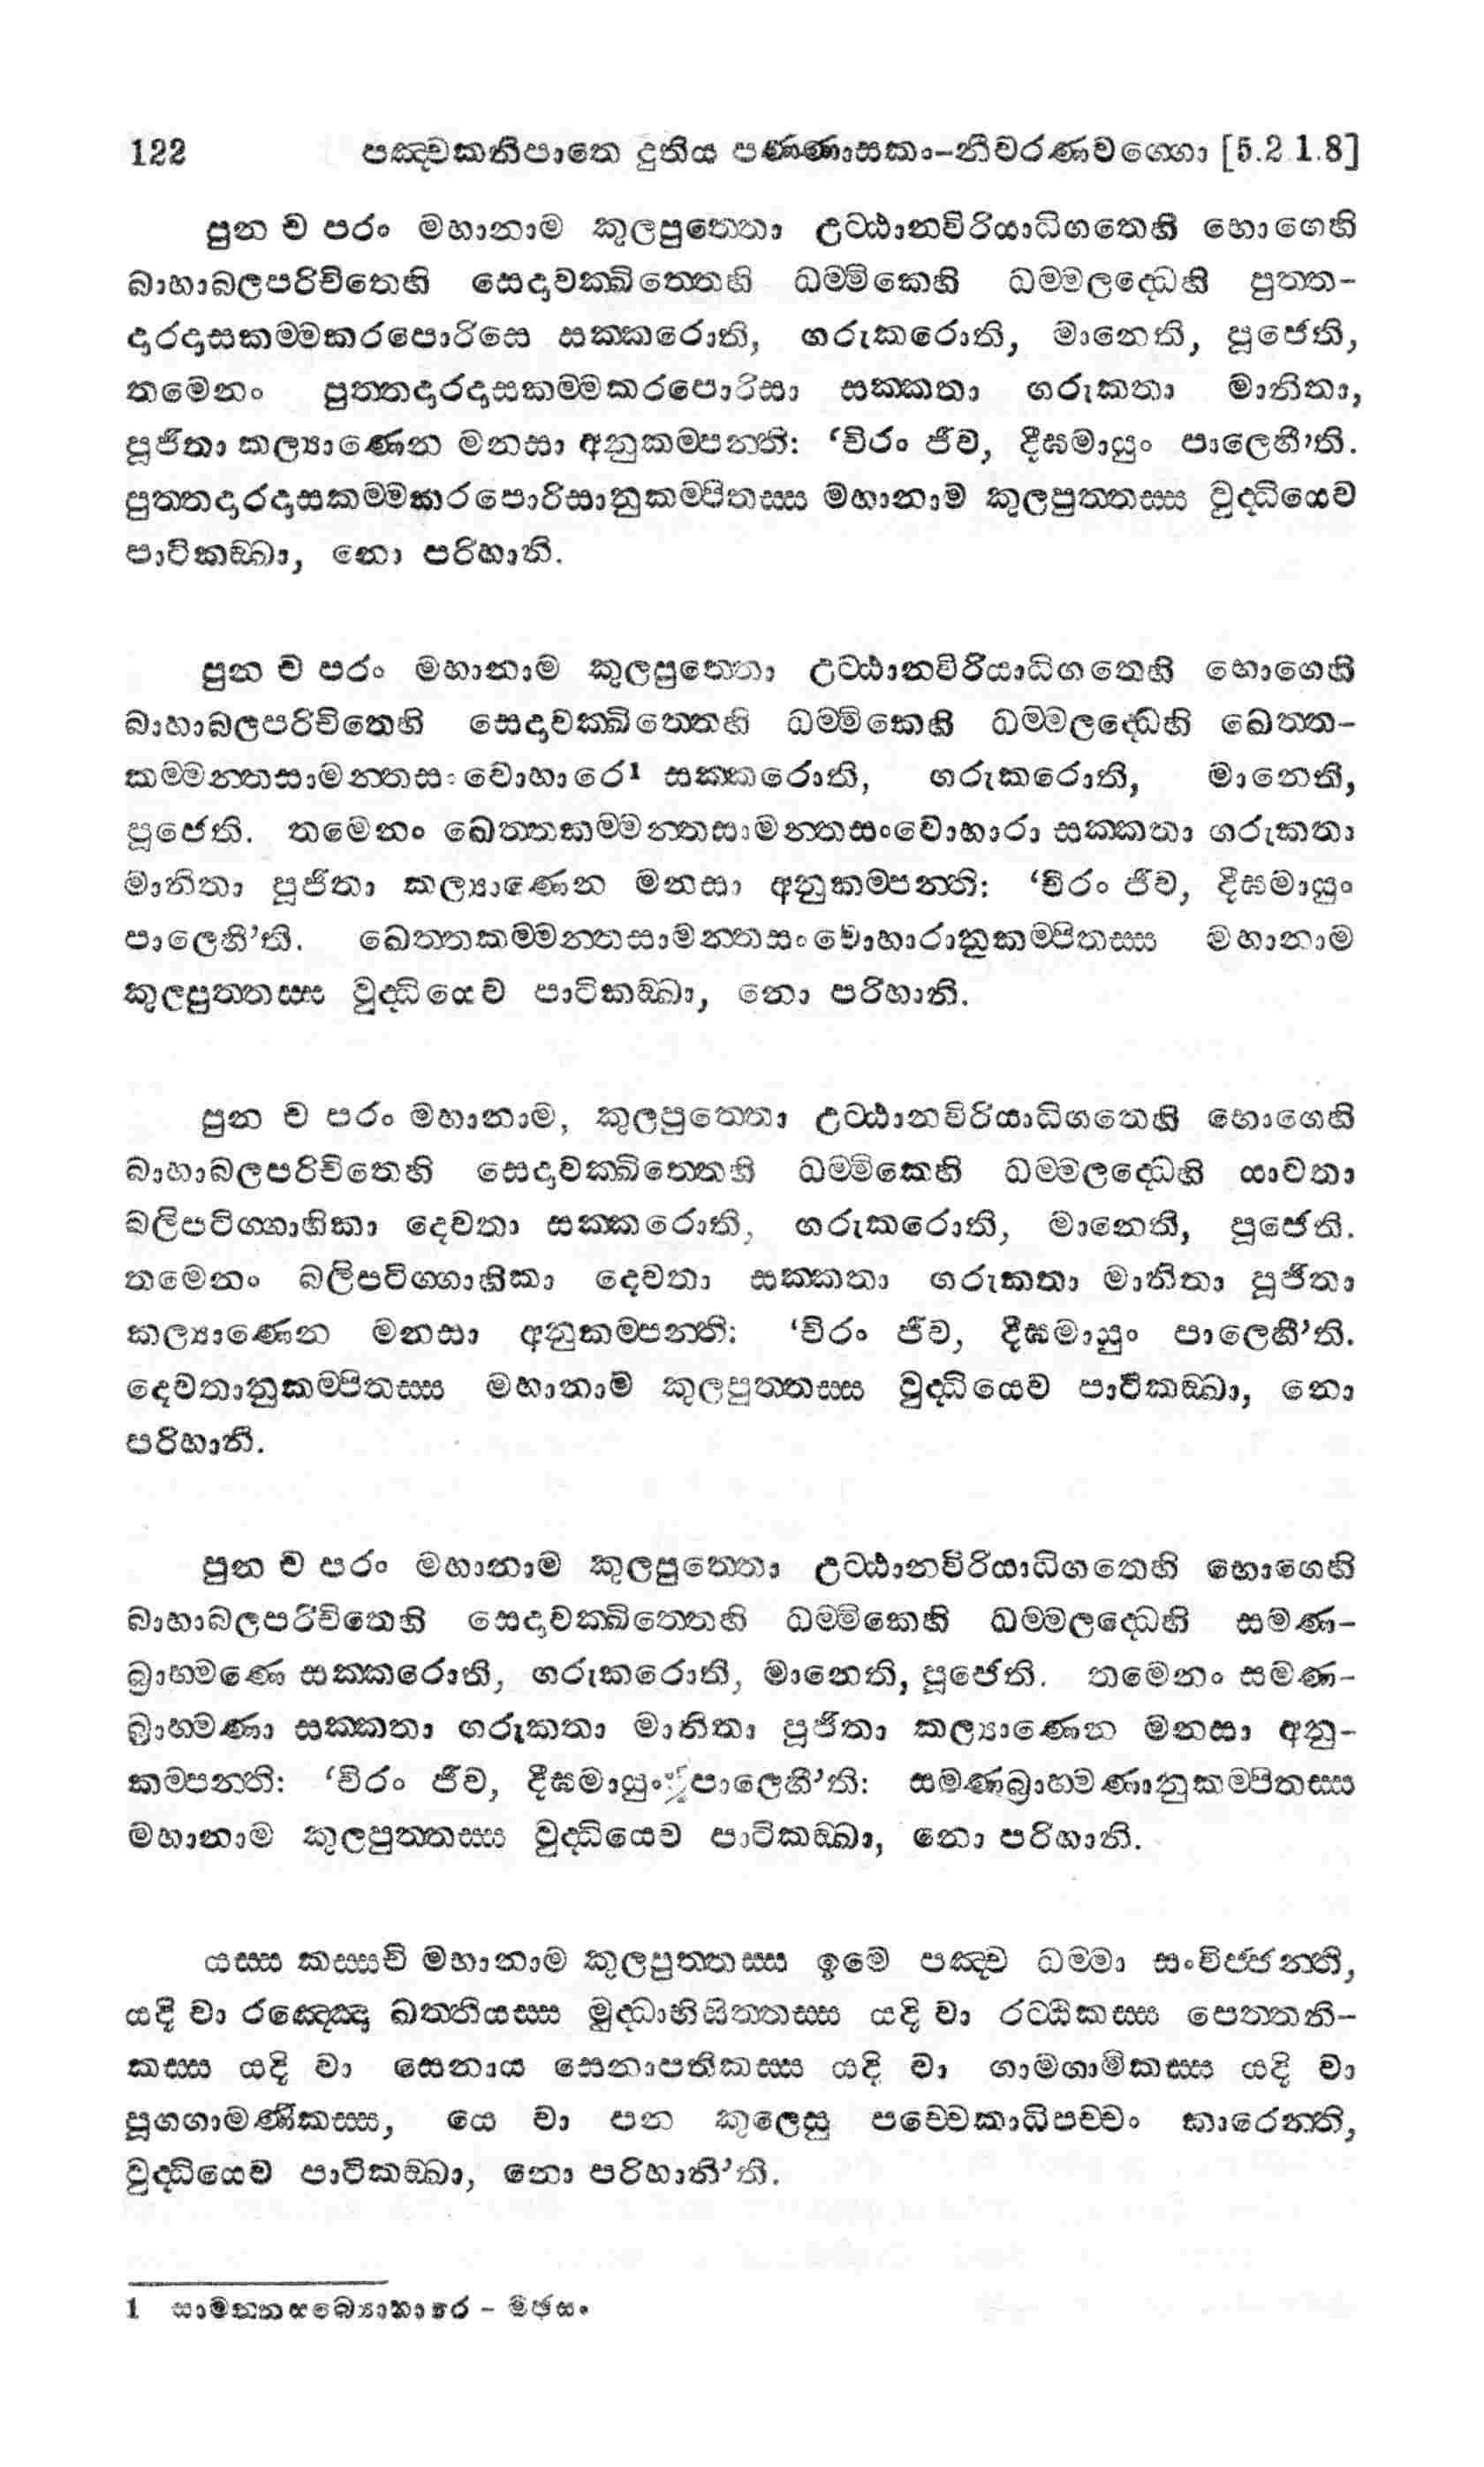 122 පඤ්චකනිපාතෙ දුතිය පණ්ණාසකා-නීවරණවග්ගො [5.2.1.8]
පුන ච පරං මහානාම කුලපුත්තො උට්ඨානවිරියාධිගතෙහි භොගෙහි
බාහාබලපරිචිතෙහි සෙදාවක්ඛිත්තෙහි ධම්මිකෙහි ධම්මලද්ධෙහි පුත්ත-
දාරදාසකම්මකරපොරිසෙ සක්කරොති, ගරුකරොති, මානෙති, පූජෙති,
තමෙනං පුත්තදාරදාසකම්මකරපොරිසා සක්කතා ගරුකතා මානිතා,
පූජිතා කල්‍යාණෙන මනසා අනුකම්පන්ති: ‘චිරං ජීව, දීඝමායුං පාලෙහී’ති.
පුත්තදාරදාසකම්මකරපොරිසානුකම්පිතස්ස මහානාම කුලපුත්තස්ස වුද්ධියෙව
පාටිකඞ්ඛා, නො පරිහානි.
පුන ච පරං මහානාම කුලපුත්තො උට්ඨානවිරියාධිගතෙහි භොගෙහි
බාහාබලපරිචිතෙහි සෙදාවක්ඛිත්තෙහි ධම්මිකෙහි ධම්මලද්ධෙහි ඛෙත්ත-
කම්මන්තසාමන්තසංවොහාරෙ1 සක්කරොති, ගරුකරොති, මානෙති,
පූජෙති. තමෙනං ඛෙත්තකම්මන්තසාමන්තසංවොහාරා සක්කතා ගරුකතා
මානිතා පූජිතා කල්‍යාණෙන මනසා අනුකම්පන්ති: ‘චිරං ජීව, දීඝමායුං
පාලෙහි’ති. ඛෙත්තකම්මන්තසාමන්තසංවොහාරානුකම්පිතස්ස මහානාම
කුලපුත්තස්ස වුද්ධියෙව පාටිකඞ්ඛා, නො පරිහානි.
පුන ච පරං මහානාම, කුලපුත්තො උට්ඨානවිරියාධිගතෙහි භොගෙහි
බාහාබලපරිචිතෙහි සෙදාවක්ඛිත්තෙහි ධම්මිකෙහි ධම්මලද්ධෙහි යාවතා
බලිපටිග්ගාහිකා දෙවතා සක්කරොති, ගරුකරොති, මානෙති, පූජෙති.
තමෙනං බලිපටිග්ගාහිකා දෙවතා සක්කතා ගරුකතා මානිතා පූජිතා
කල්‍යාණෙන මනසා අනුකම්පන්ති: ‘චිරං ජීව, දීඝමායුං පාලෙහී’ති.
දෙවතානුකම්පිතස්ස මහානාම කුලපුත්තස්ස වුද්ධියෙව පාටිකඞ්ඛා, නො
පරිහානි.
පුන ච පරං මහානාම කුලපුත්තො උට්ඨානවිරියාධිගතෙහි භොගෙහි
බාහාබලපරිචිතෙහි සෙදාවක්ඛිත්තෙහි ධම්මිකෙහි ධම්මලද්ධෙහි සමණ-
බ්‍රාහ්මණෙ සක්කරොති, ගරුකරොති, මානෙති, පූජෙති. තමෙනං සමණ-
බ්‍රාහ්මණා සක්කතා ගරුකතා මානිතා පූජිතා කල්‍යාණෙන මනසා අනු-
කම්පන්ති: ‘චිරං ජීව, දීඝමායුං පාලෙහී’ති: සමණබ්‍රාහ්මණානුකම්පිතස්ස
මහානාම කුලපුත්තස්ස වුද්ධියෙව පාටිකඞ්ඛා, නො පරිහානි.
යස්ස කස්සචි මහානාම කුලපුත්තස්ස ඉමෙ පඤ්ච ධම්මා සංවිජ්ජන්ති,
යදි වා රඤ්ඤො ඛත්තියස්ස මුද්ධාභිසිත්තස්ස යදි වා රට්ඨිකස්ස පෙත්තනි-
කස්ස යදි වා සෙනාය සෙනාපතිකස්ස යදි වා ගාමගාමිකස්ස යදි වා
පූගගාමණිකස්ස, යෙ වා පන කුලෙසු පච්චෙකාධිපච්චං කාරෙන්ති,
වුද්ධියෙව පාටිකඞ්ඛා, නො පරිහානි’ති.
1 සාමන්තසබ්‍යොහාරෙ - මඡසං